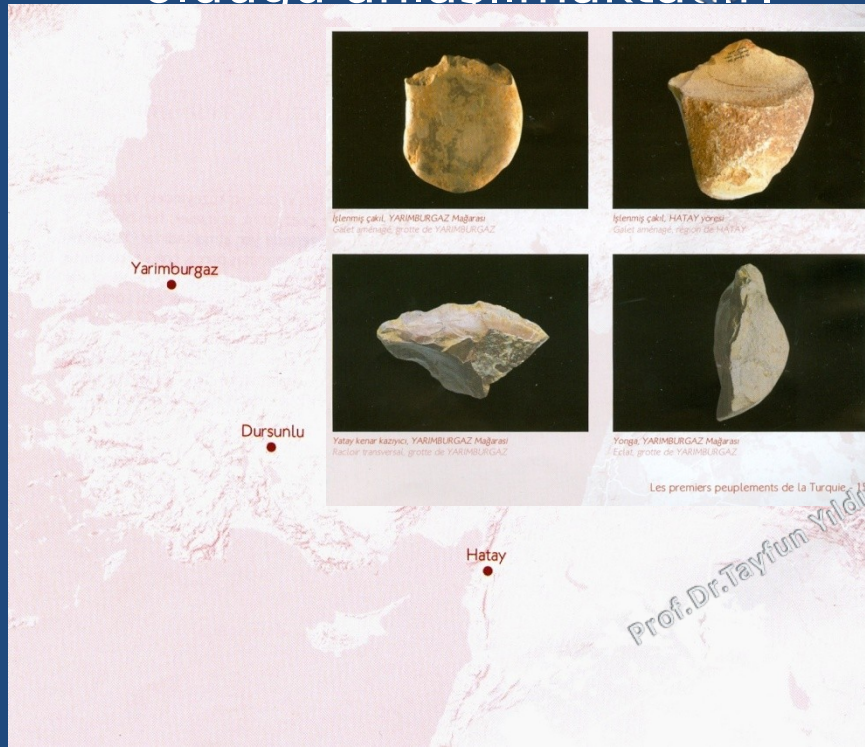 olduğu anlaşılmaktadır.
İşlenmiş çakıl, YARIMBURGAZ Mağarası
Galet aménagé, grotte de YARIMBURGAZ
İşlenmiş çakıl, HATAY yöresi
Galet aménagé, région de HATAY
Yarimburgaz
Dursunlu
Yatay kenar kazıyıcı, YARIMBURGAZ Mağarası
Racloir transversal, grotte de YARIMBURGAZ
Yonga, YARIMBURGAZ Mağarası
Eclat, grotte de YARIMBURGAZ
Les premiers peuplements de la Turquie -
Hatay
Prof.Dr.Tayfun